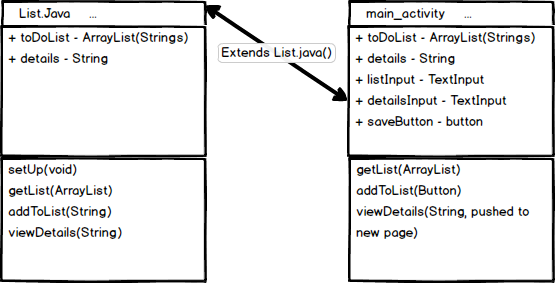 List.Java ...
+ toDoList - ArrayList(Strings)
+ details - String
setUp(void)
getList(ArrayList)
addToList(String)
viewDetails(String)
Extends List.java()
main_activity ...
+ toDoList - ArrayList(Strings)
+ details - String
+ listInput - TextInput
+ detailsInput - TextInput
+ saveButton - button
getList(ArrayList)
addToList(Button)
viewDetails(String, pushed to
new page)